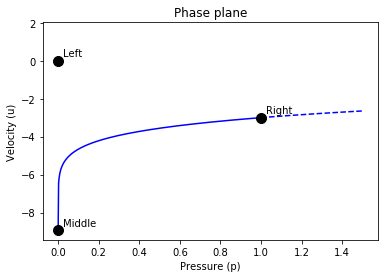 Phase plane
2
0
−2
−4
−6
−8
Velocity (u)
Left
Right
Middle
0.0 0.2 0.4 0.6 0.8 1.0 1.2 1.4
Pressure (p)